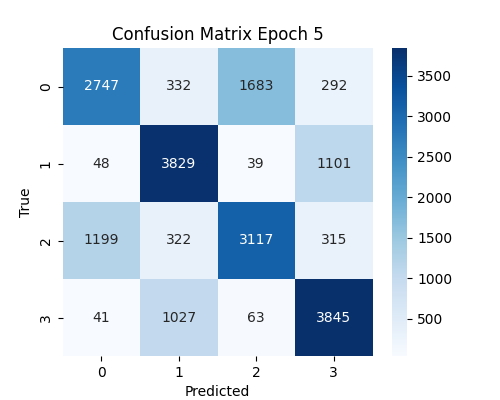 Confusion Matrix Epoch 5
0 2747 332 1683 292
1 48 3829 39 1101
2 1199 322 3117 315
3 41 1027 63 3845
0 1 2 3
Predicted
True
3500
3000
2500
2000
1500
1000
500